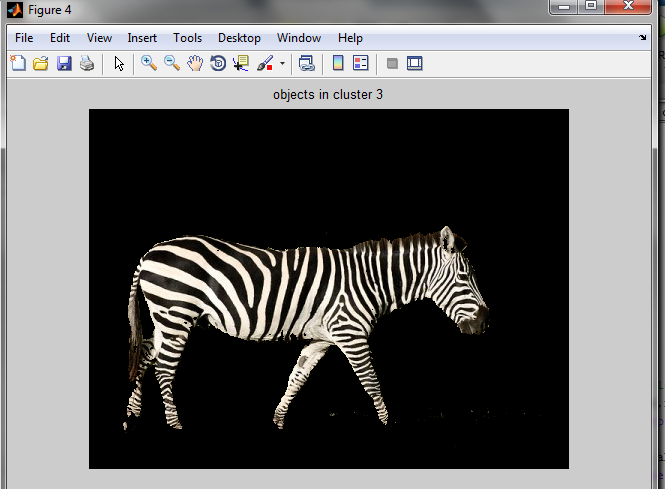 Figure 4
File Edit View Insert Tools Desktop Window Help
objects in cluster 3